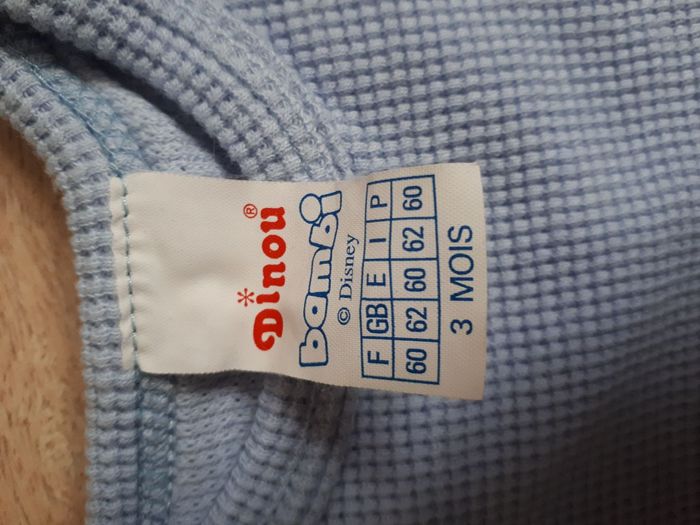 Dinou®
bambi
© Disney
F GB E I P
60 62 60 62 60
3 MOIS